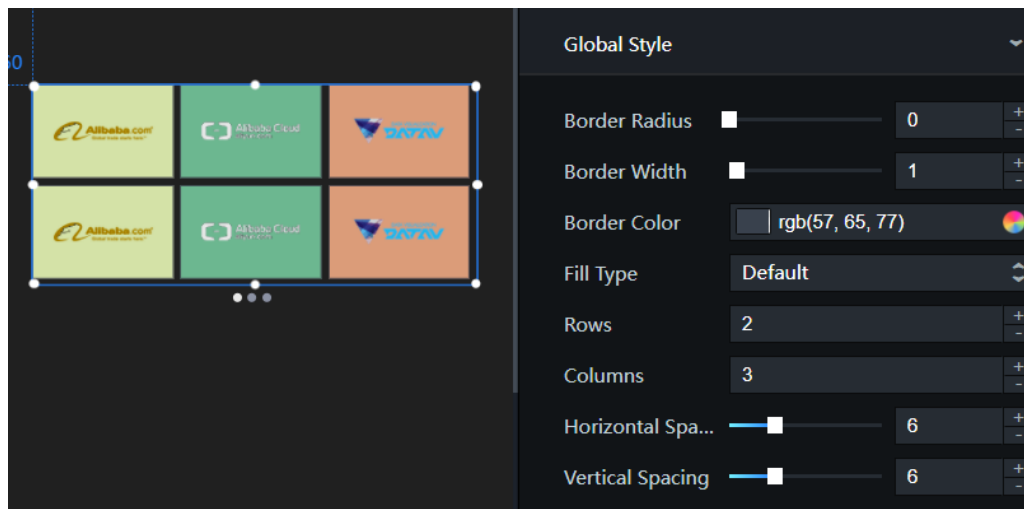 Global Style
Border Radius 0
Border Width 1
Border Color rgb(57, 65, 77)
Fill Type Default
Rows 2
Columns 3
Horizontal Spa... 6
Vertical Spacing 6
Alibaba.com Alibaba Cloud DATAV
Alibaba.com Alibaba Cloud DATAV